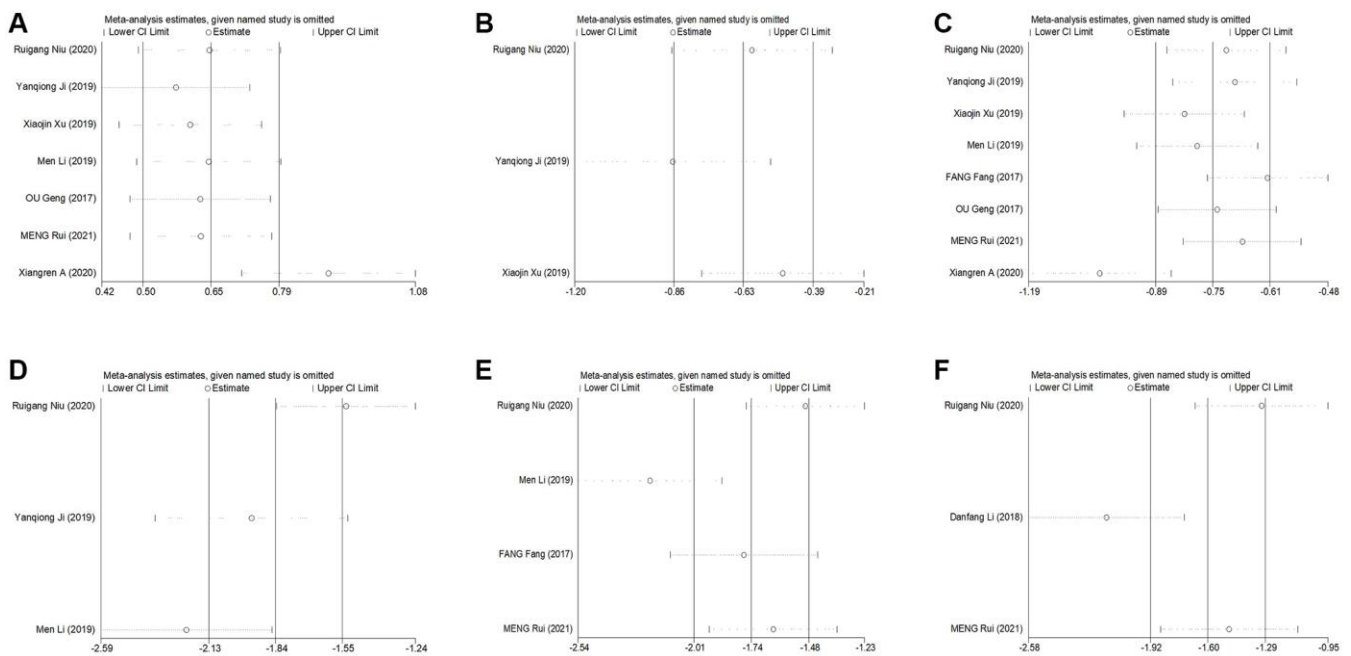 A
Meta-analysis estimates, given named study is omitted
Lower CI Limit Estimate Upper CI Limit
Ruigang Niu (2020)
Yanqiong Ji (2019)
Xiaojin Xu (2019)
Men Li (2019)
OU Geng (2017)
MENG Rui (2021)
Xiangren A (2020)
0.42 0.50 0.65 0.79 1.08
B
Meta-analysis estimates, given named study is omitted
Lower CI Limit Estimate Upper CI Limit
Ruigang Niu (2020)
Yanqiong Ji (2019)
Xiaojin Xu (2019)
-1.20 -0.86 -0.63 -0.39 -0.21
C
Meta-analysis estimates, given named study is omitted
Lower CI Limit Estimate Upper CI Limit
Ruigang Niu (2020)
Yanqiong Ji (2019)
Xiaojin Xu (2019)
Men Li (2019)
FANG Fang (2017)
OU Geng (2017)
MENG Rui (2021)
Xiangren A (2020)
-1.19 -0.89 -0.75 -0.61 -0.48
D
Meta-analysis estimates, given named study is omitted
Lower CI Limit Estimate Upper CI Limit
Ruigang Niu (2020)
Yanqiong Ji (2019)
Men Li (2019)
-2.59 -2.13 -1.84 -1.55 -1.24
E
Meta-analysis estimates, given named study is omitted
Lower CI Limit Estimate Upper CI Limit
Ruigang Niu (2020)
Men Li (2019)
FANG Fang (2017)
MENG Rui (2021)
-2.54 -2.01 -1.74 -1.48 -1.23
F
Meta-analysis estimates, given named study is omitted
Lower CI Limit Estimate Upper CI Limit
Ruigang Niu (2020)
Danfang Li (2018)
MENG Rui (2021)
-2.58 -1.92 -1.60 -1.29 -0.95